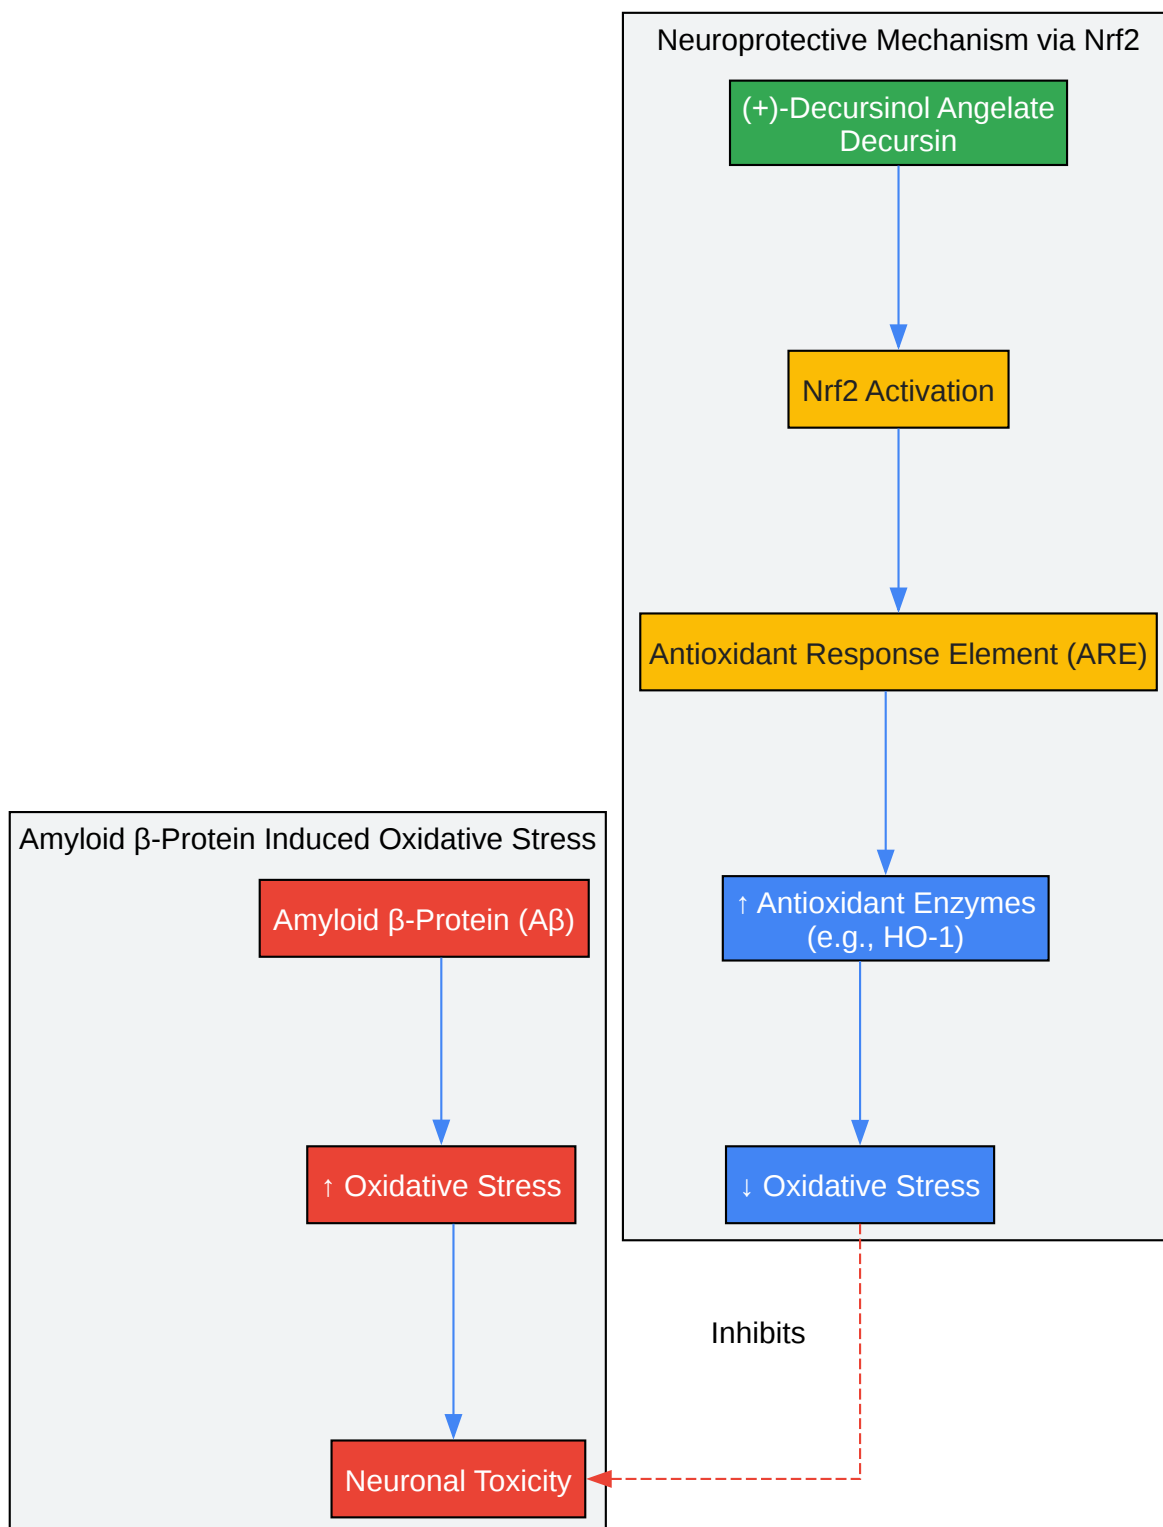 Neuroprotective Mechanism via Nrf2
(+)-Decursinol Angelate
Decursin
Nrf2 Activation
Antioxidant Response Element (ARE)
↑ Antioxidant Enzymes
(e.g., HO-1)
↓ Oxidative Stress
Amyloid β-Protein Induced Oxidative Stress
Amyloid β-Protein (Aβ)
↑ Oxidative Stress
Neuronal Toxicity
Inhibits